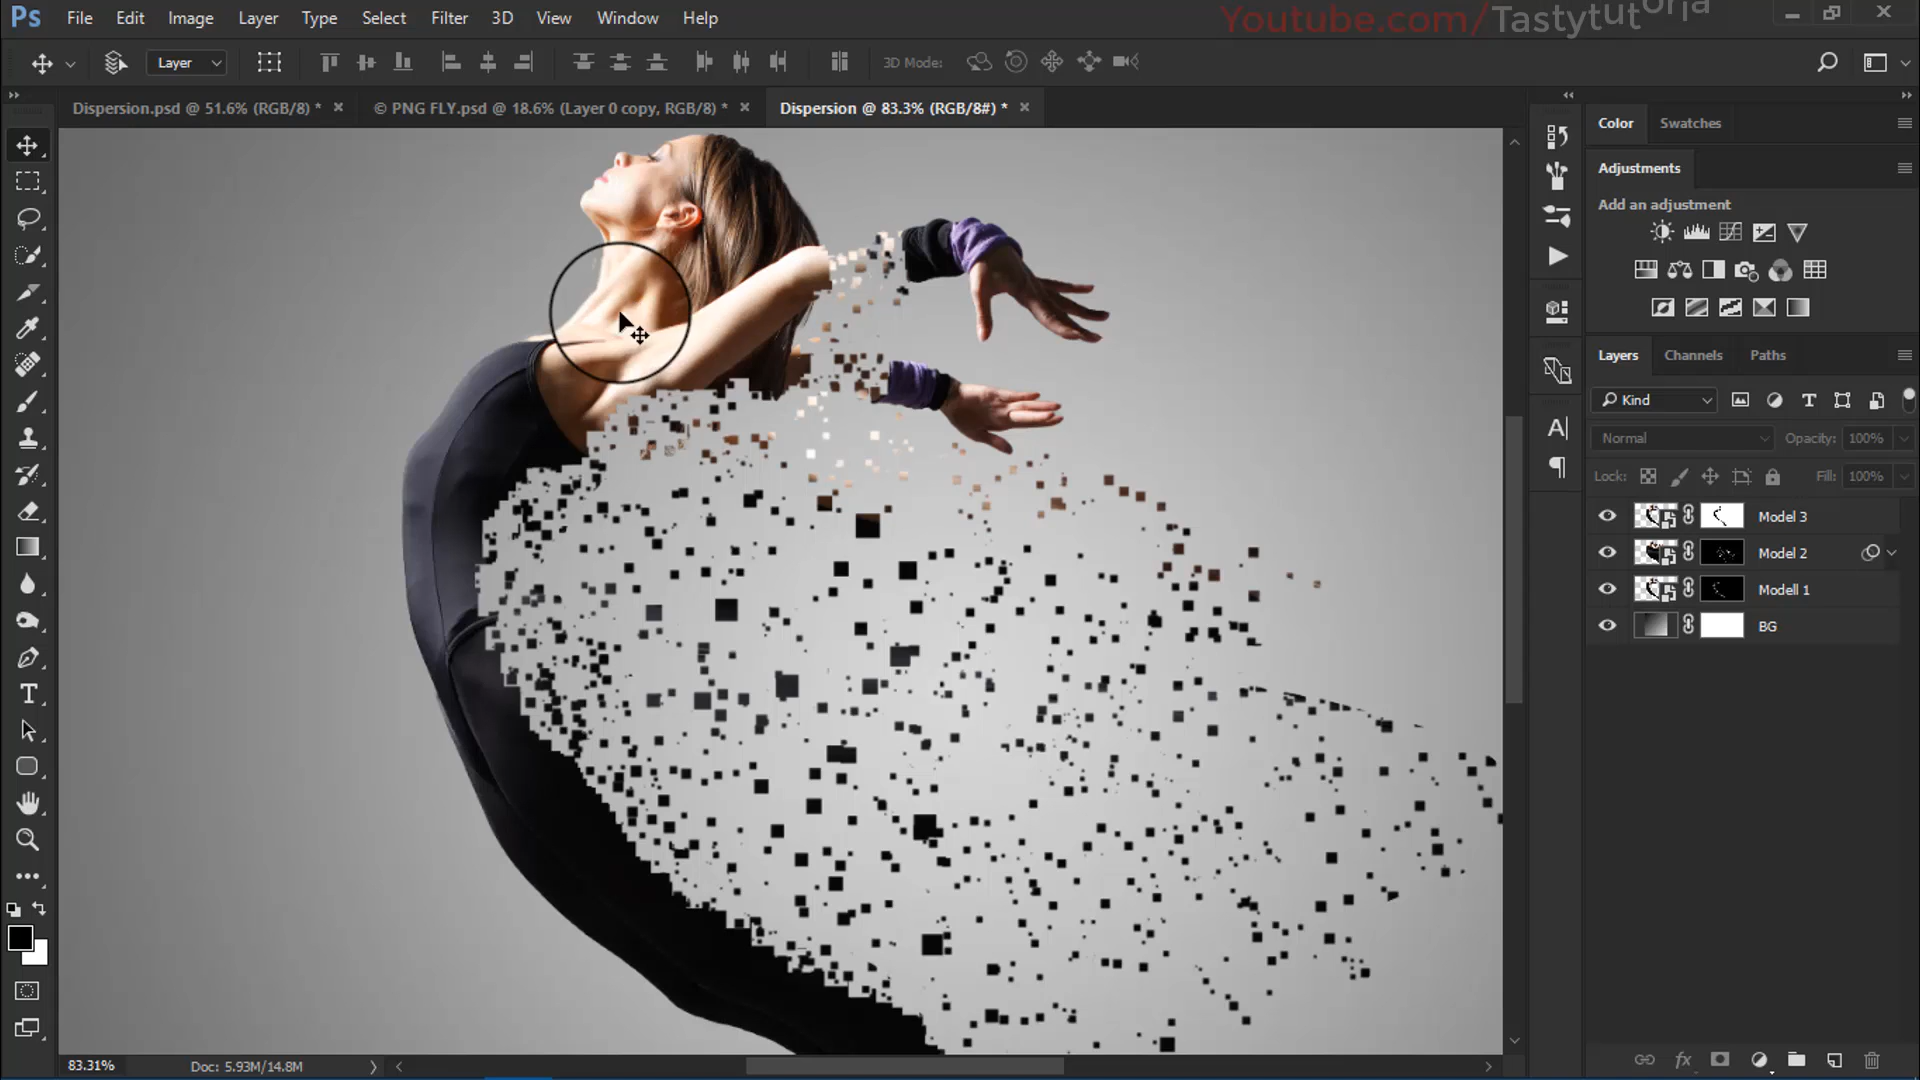 Ps File Edit Image Layer Type Select Filter 3D View Window Help
Youtube.com/Tastytutoria
Layer 3D Mode:
Dispersion.psd @ 51.6% (RGB/8) * © PNG FLY.psd @ 18.6% (Layer 0 copy, RGB/8) * Dispersion @ 83.3% (RGB/8#) *
Color Swatches
Adjustments
Add an adjustment
Layers Channels Paths
Kind
Normal Opacity: 100%
Lock: Fill: 100%
Model 3
Model 2
Modell 1
BG
83.31% Doc: 5.93M/14.8M